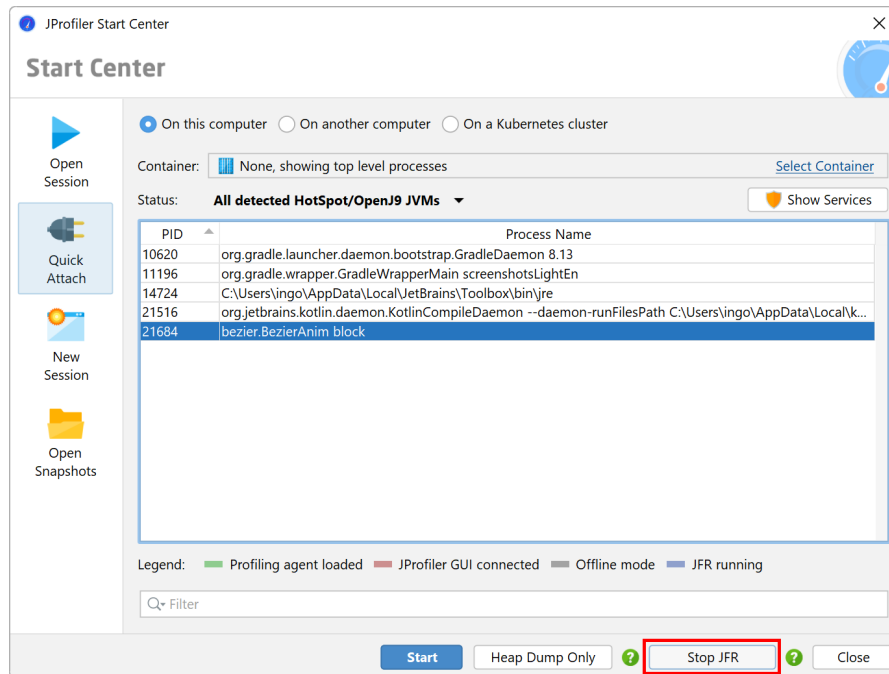 JProfiler Start Center
Start Center
On this computer On another computer On a Kubernetes cluster
Container: None, showing top level processes Select Container
Status: All detected HotSpot/OpenJ9 JVMs Show Services
Open
Session
Quick
Attach
New
Session
Open
Snapshots
PID Process Name
10620 org.gradle.launcher.daemon.bootstrap.GradleDaemon 8.13
11196 org.gradle.wrapper.GradleWrapperMain screenshotsLightEn
14724 C:\Users\ingo\AppData\Local\JetBrains\Toolbox\bin\jre
21516 org.jetbrains.kotlin.daemon.KotlinCompileDaemon --daemon-runFilesPath C:\Users\ingo\AppData\Local\k...
21684 bezier.BezierAnim block
Legend: Profiling agent loaded JProfiler GUI connected Offline mode JFR running
Filter
Start Heap Dump Only ? Stop JFR ? Close